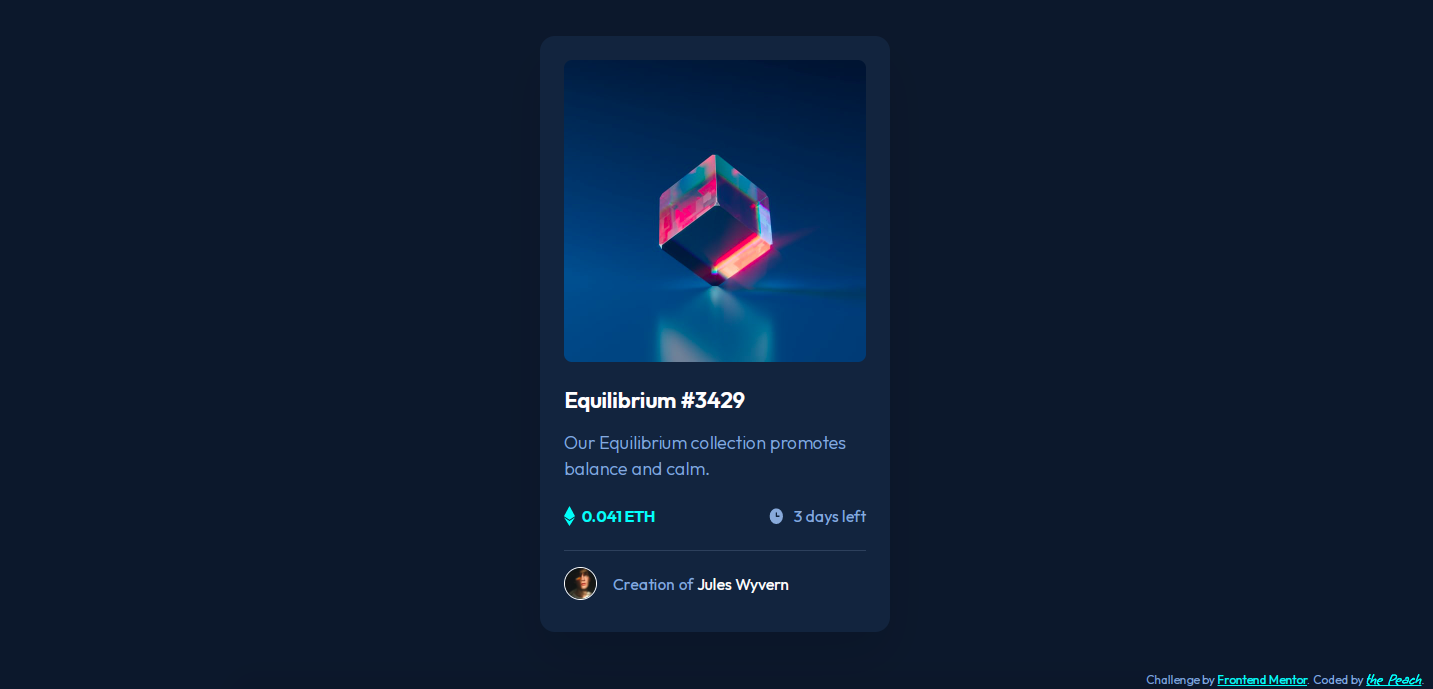 Equilibrium #3429
Our Equilibrium collection promotes
balance and calm.
0.041 ETH
3 days left
Creation of Jules Wyvern
Challenge by Frontend Mentor. Coded by the Peach.